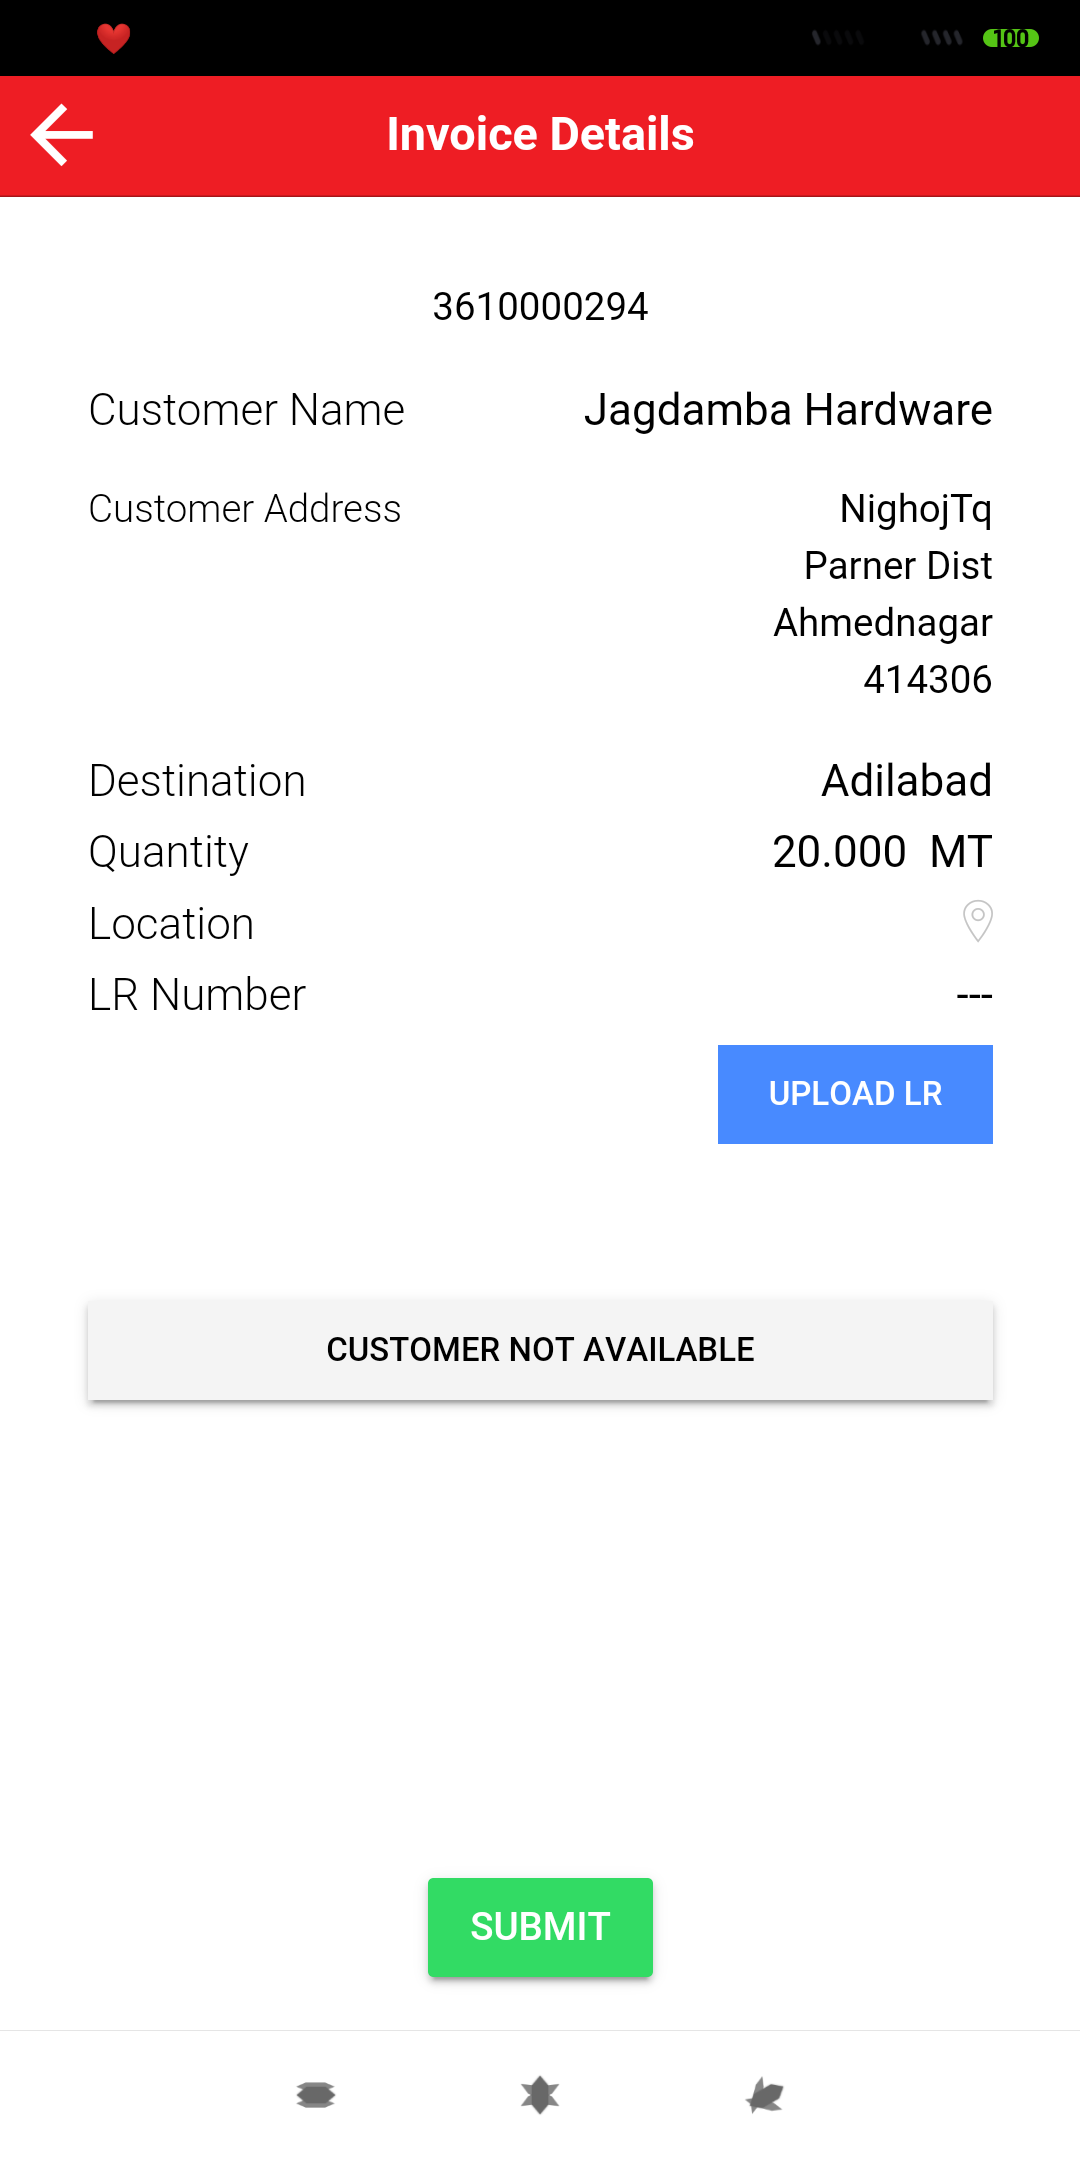 100
Invoice Details
3610000294
Customer Name Jagdamba Hardware
Customer Address NighojTq
Parner Dist
Ahmednagar
414306
Destination Adilabad
Quantity 20.000 MT
Location
LR Number ---
UPLOAD LR
CUSTOMER NOT AVAILABLE
SUBMIT